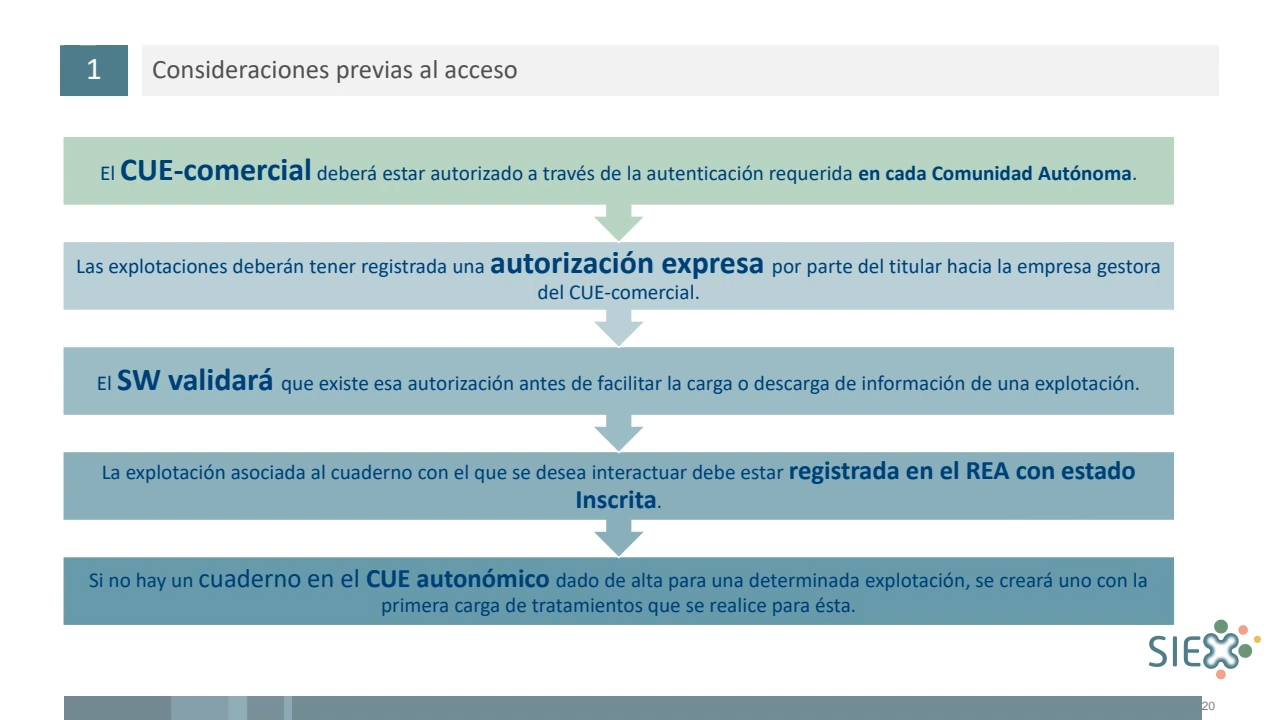 1
Consideraciones previas al acceso
El CUE-comercial deberá estar autorizado a través de la autenticación requerida en cada Comunidad Autónoma.
Las explotaciones deberán tener registrada una autorización expresa por parte del titular hacia la empresa gestora
del CUE-comercial.
El SW validará que existe esa autorización antes de facilitar la carga o descarga de información de una explotación.
La explotación asociada al cuaderno con el que se desea interactuar debe estar registrada en el REA con estado
Inscrita.
Si no hay un cuaderno en el CUE autonómico dado de alta para una determinada explotación, se creará uno con la
primera carga de tratamientos que se realice para ésta.
SIEX
20